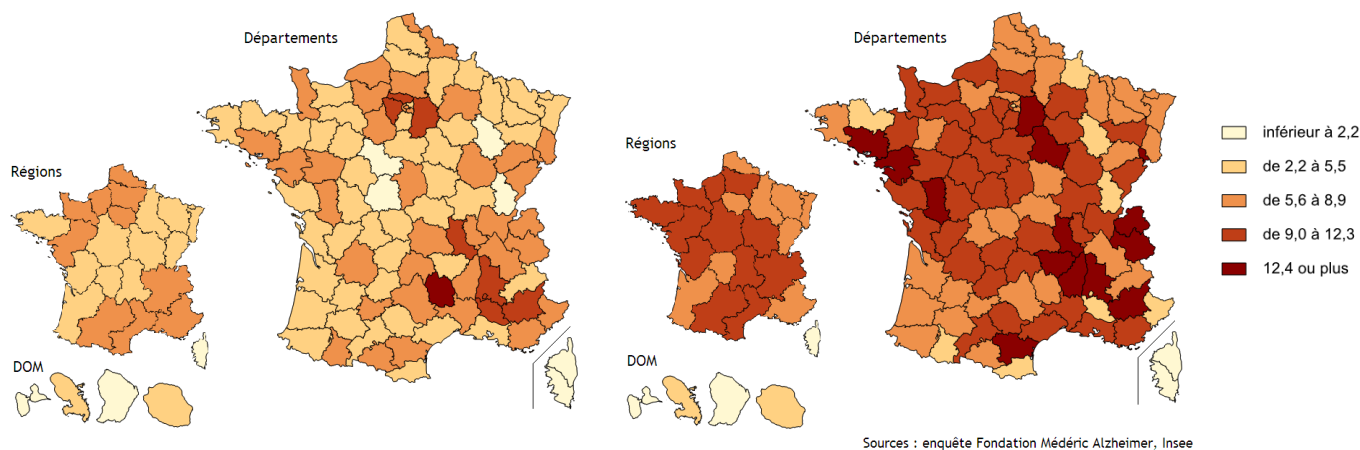 Départements
Régions
DOM
Départements
Régions
DOM
inférieur à 2,2
de 2,2 à 5,5
de 5,6 à 8,9
de 9,0 à 12,3
12,4 ou plus
Sources : enquête Fondation Médéric Alzheimer, Insee